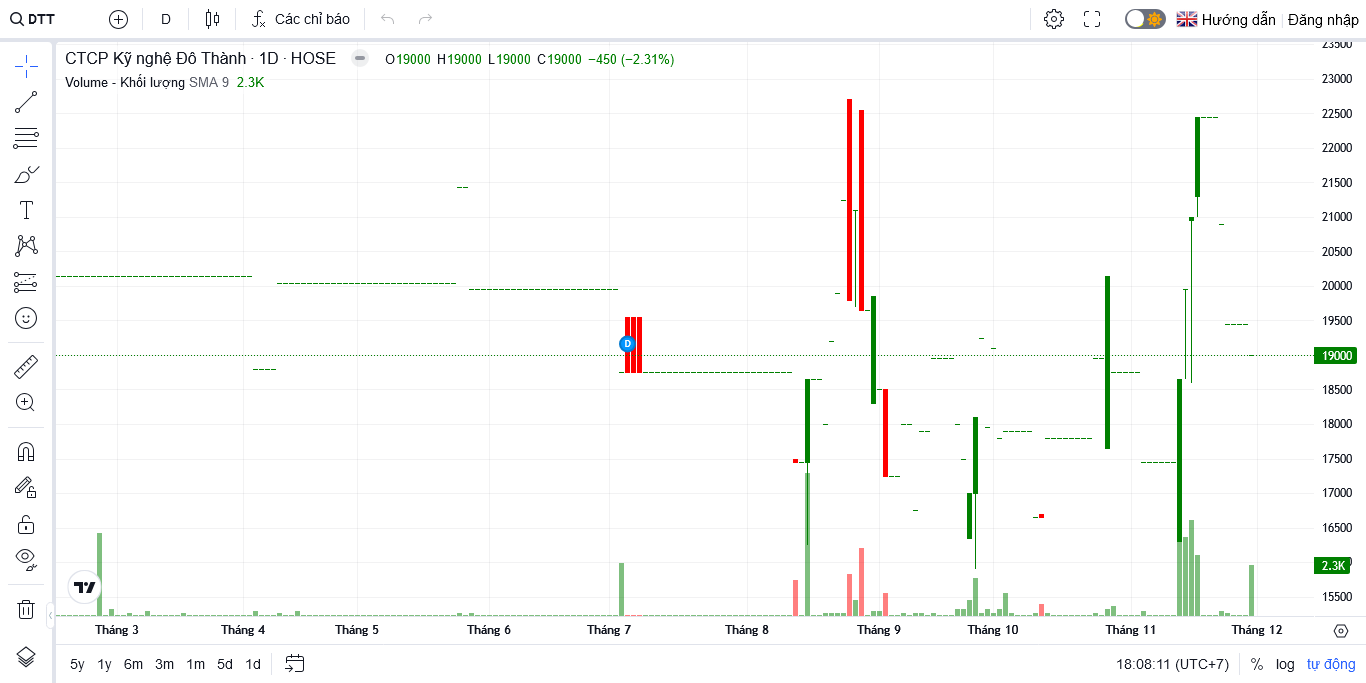 DTT D Các chỉ báo Hướng dẫn Đăng nhập
CTCP Kỹ nghệ Đô Thành · 1D · HOSE O19000 H19000 L19000 C19000 −450 (−2.31%)
Volume - Khối lượng SMA 9 2.3K
23500
23000
22500
22000
21500
21000
20500
20000
19500
19000
18500
18000
17500
17000
16500
2.3K
15500
D
Tháng 3 Tháng 4 Tháng 5 Tháng 6 Tháng 7 Tháng 8 Tháng 9 Tháng 10 Tháng 11 Tháng 12
5y 1y 6m 3m 1m 5d 1d 18:08:11 (UTC+7) % log tự động